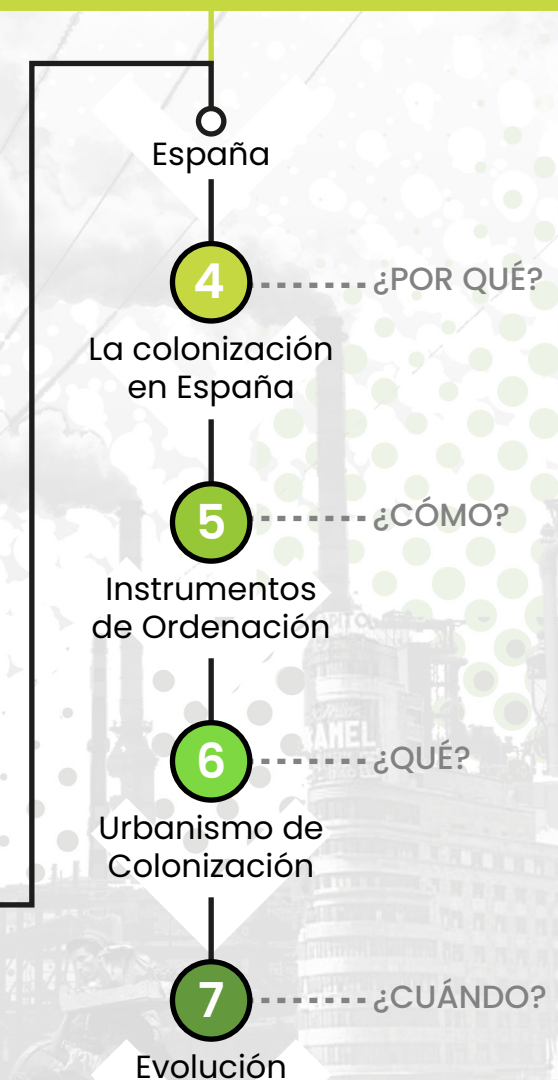 España
4
¿POR QUÉ?
La colonización
en España
5
¿CÓMO?
Instrumentos
de Ordenación
6
¿QUÉ?
Urbanismo de
Colonización
7
¿CUÁNDO?
Evolución